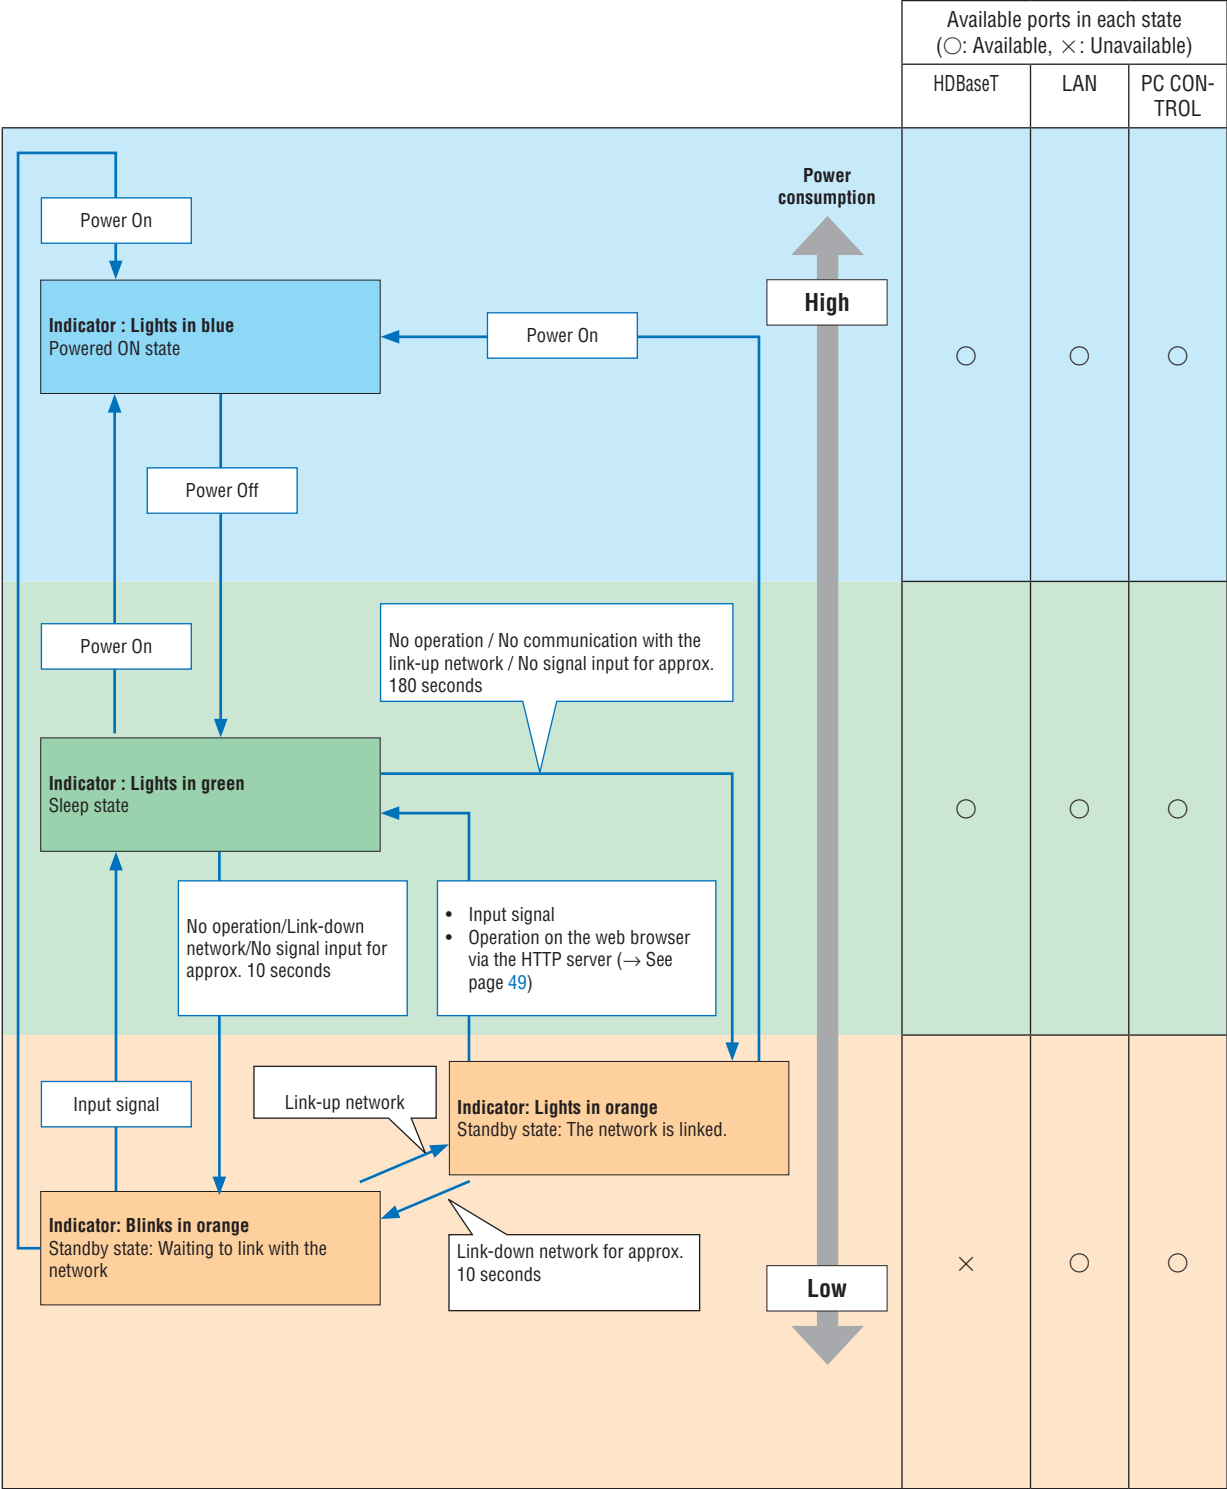 Available ports in each state
(○: Available, ×: Unavailable)
HDBaseT
LAN
PC CON-
TROL
Power
consumption
Power On
High
Indicator : Lights in blue
Powered ON state
Power On
○
○
○
Power Off
No operation / No communication with the
link-up network / No signal input for approx.
180 seconds
Power On
Indicator : Lights in green
Sleep state
○
○
○
No operation/Link-down
network/No signal input for
approx. 10 seconds
• Input signal
• Operation on the web browser
via the HTTP server (→ See
page 49)
Input signal
Link-up network
Indicator: Lights in orange
Standby state: The network is linked.
Indicator: Blinks in orange
Standby state: Waiting to link with the
network
Link-down network for approx.
10 seconds
Low
×
○
○